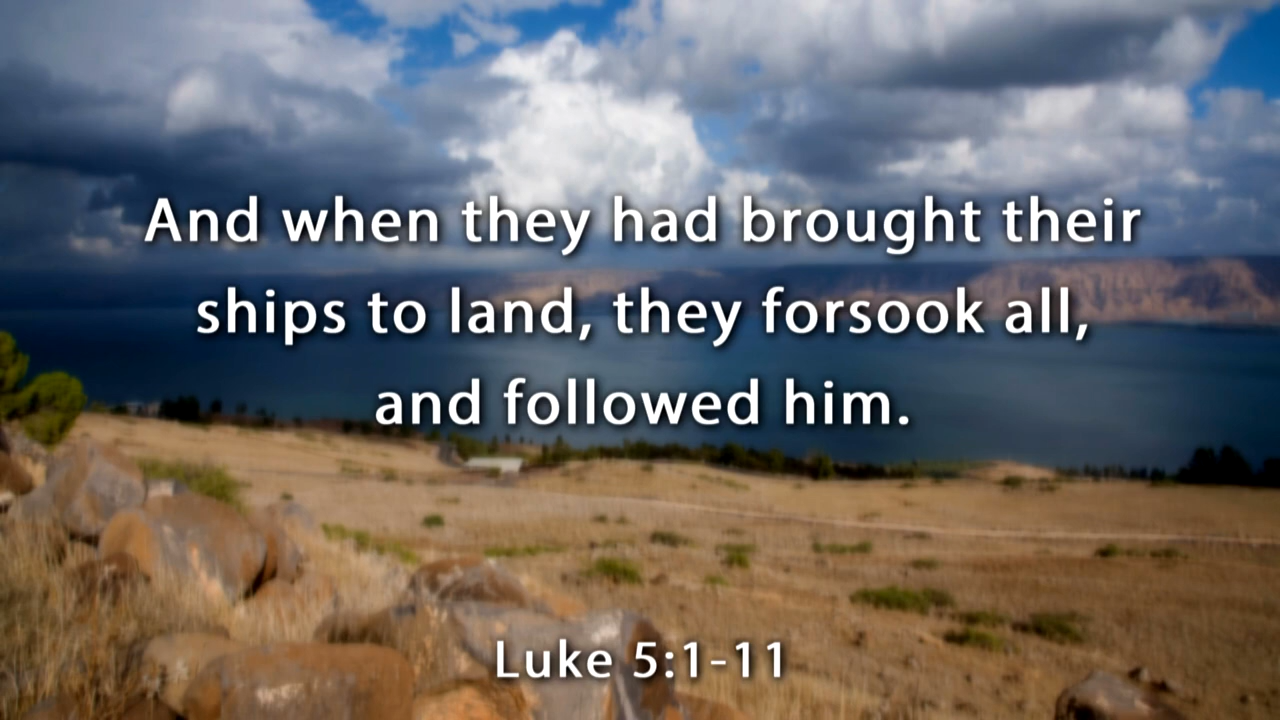 And when they had brought their
ships to land, they forsook all,
and followed him.
Luke 5:1-11